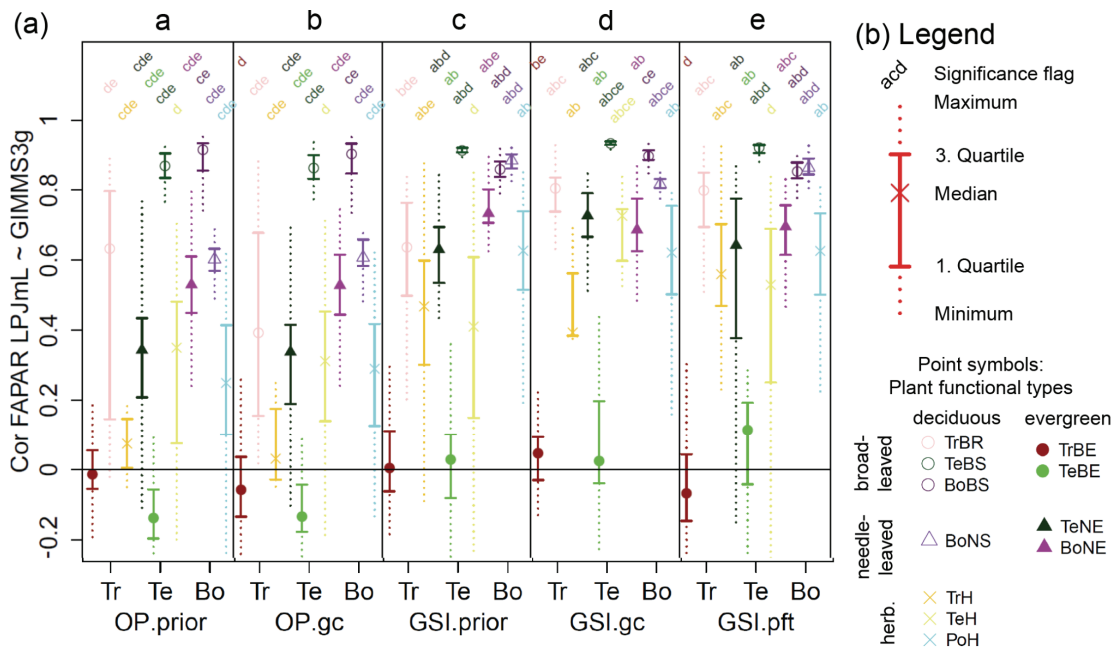 (a)
a
b
c
d
e
de
cde
cde
cde
cde
d
cde
ce
cde
cde
d
cde
cde
cde
cde
cde
d
cde
ce
cde
cde
bde
abe
abd
ab
abd
d
abe
abd
abd
ab
be
abc
ab
abc
ab
abce
abce
ab
ce
abce
ab
d
abc
abc
ab
ab
abd
d
ab
abd
abd
ab
Cor FAPAR LPJmL ~ GIMMS3g
1
0.8
0.6
0.4
0.2
0
-0.2
Tr Te Bo Tr Te Bo Tr Te Bo Tr Te Bo Tr Te Bo
OP.prior OP.gc GSI.prior GSI.gc GSI.pft
(b) Legend
acd
Significance flag
Maximum
3. Quartile
Median
1. Quartile
Minimum
Point symbols:
Plant functional types
deciduous evergreen
broad-
leaved
TrBR TrBE
TeBS TeBE
BoBS
needle-
leaved
BoNS
TeNE
BoNE
herb.
TrH
TeH
PoH